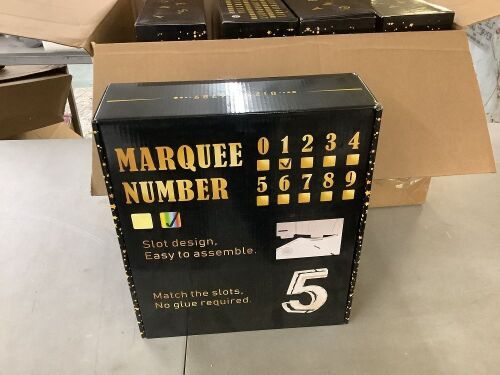 MARQUEE
NUMBER
0 1 2 3 4
5 6 7 8 9
Slot design,
Easy to assemble.
Match the slots,
No glue required.
5